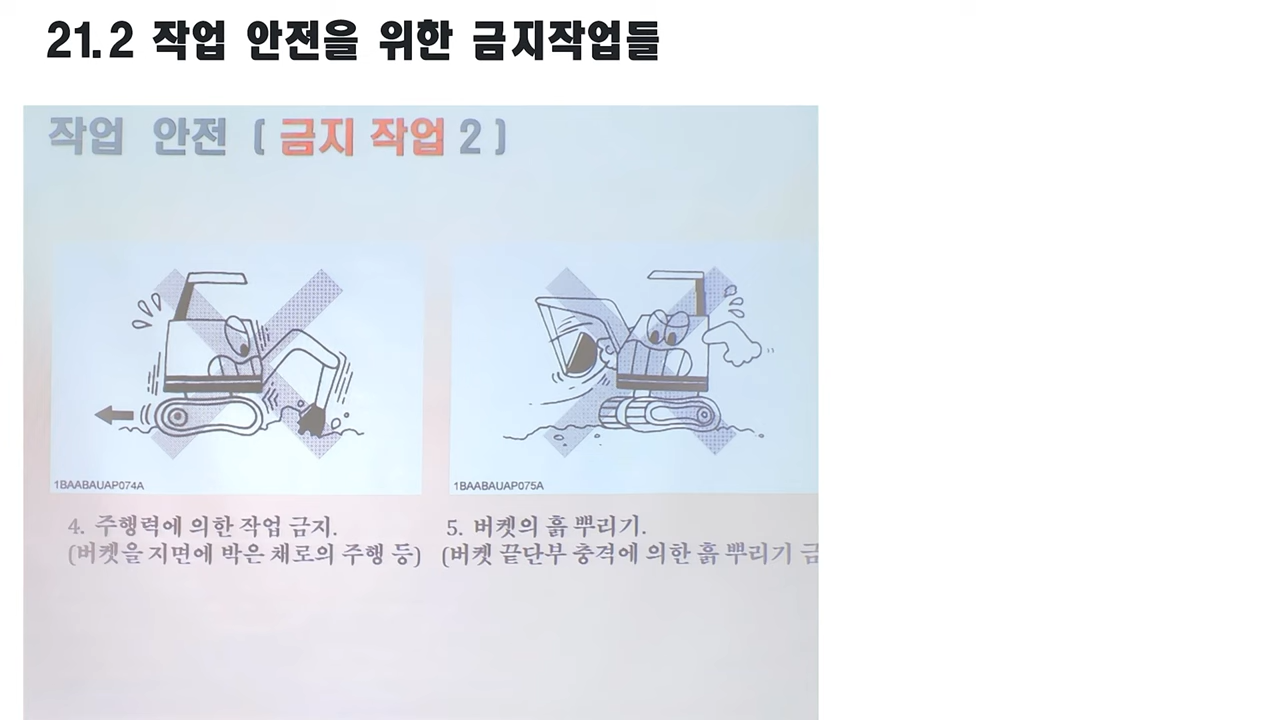 21.2 작업 안전을 위한 금지작업들
작업 안전 ( 금지 작업 2 )
1BAABAUAP074A
1BAABAUAP075A
4. 주행력에 의한 작업 금지.
(버켓을 지면에 박은 채로의 주행 등)
5. 버켓의 흙 뿌리기.
(버켓 끝단부 충격에 의한 흙 뿌리기 금